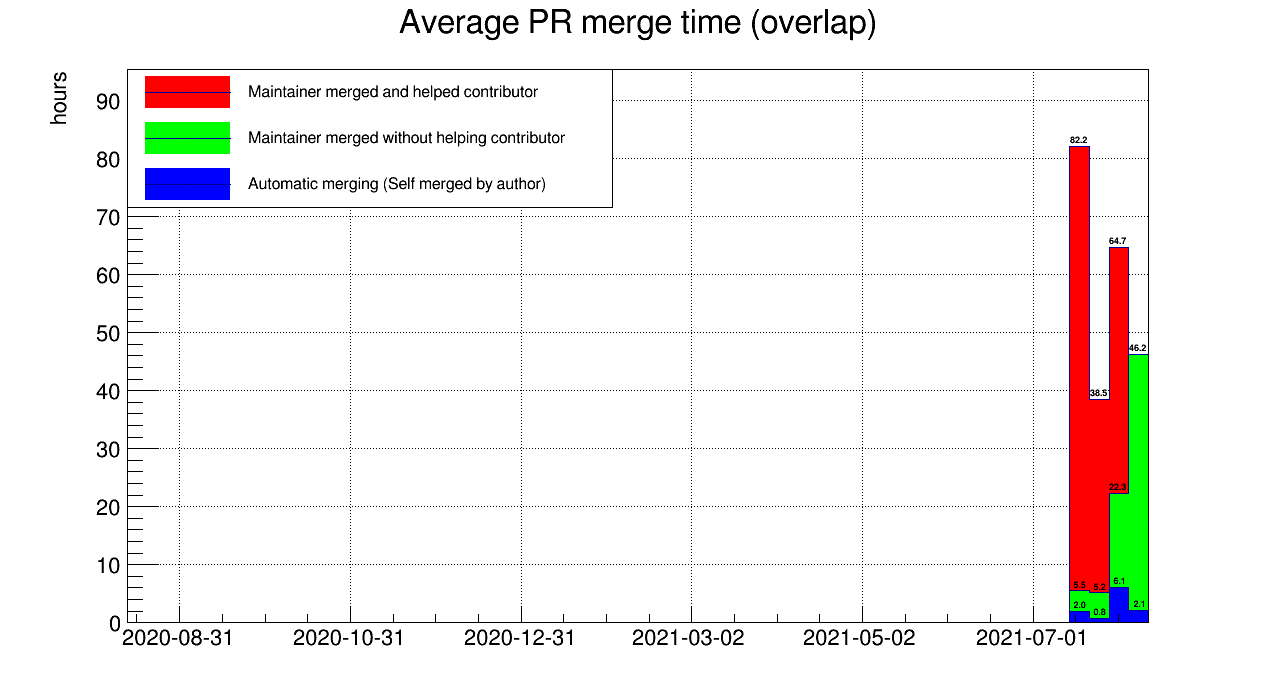 Average PR merge time (overlap)
hours
Maintainer merged and helped contributor
Maintainer merged without helping contributor
Automatic merging (Self merged by author)
90
80
70
60
50
40
30
20
10
0
82.2
64.7
46.2
38.5
22.3
5.5 5.2 6.1
2.0 0.8 2.1
2020-08-31 2020-10-31 2020-12-31 2021-03-02 2021-05-02 2021-07-01